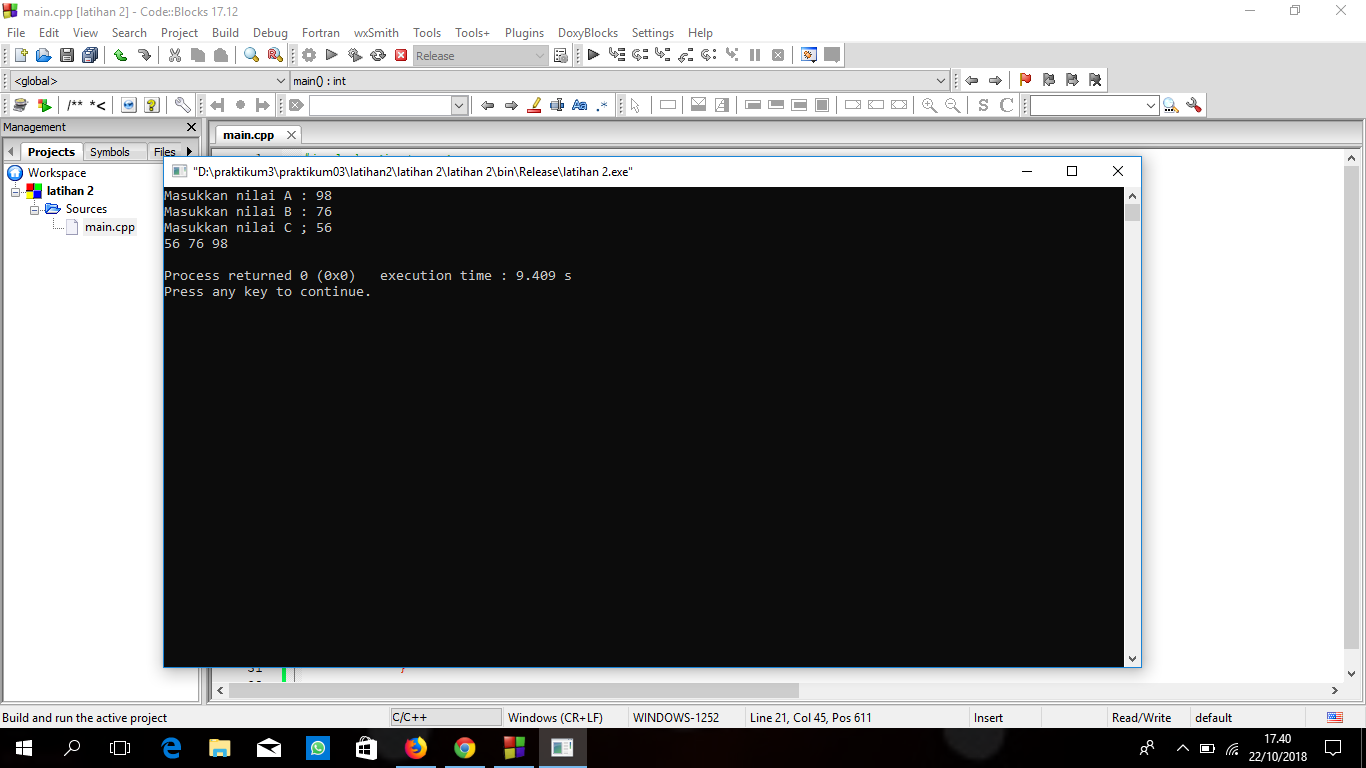 main.cpp [latihan 2] - Code::Blocks 17.12
File Edit View Search Project Build Debug Fortran wxSmith Tools Tools+ Plugins DoxyBlocks Settings Help
Release
<global> main() : int
/** *< Aa .* S C
Management
main.cpp
Projects Symbols Files
Workspace
latihan 2
Sources
main.cpp
"D:\praktikum3\praktikum03\latihan2\latihan 2\latihan 2\bin\Release\latihan 2.exe"
Masukkan nilai A : 98
Masukkan nilai B : 76
Masukkan nilai C ; 56
56 76 98
Process returned 0 (0x0)   execution time : 9.409 s
Press any key to continue.
Build and run the active project C/C++ Windows (CR+LF) WINDOWS-1252 Line 21, Col 45, Pos 611 Insert Read/Write default
17.40
22/10/2018